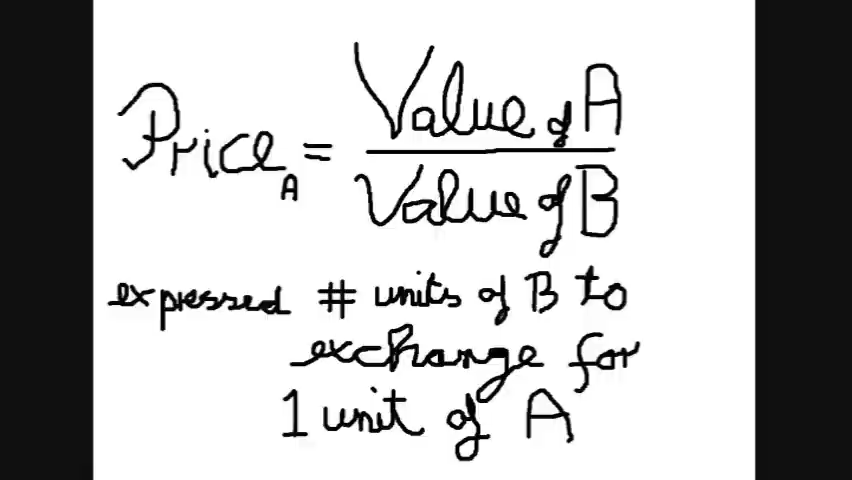 Price_A = Value of A / Value of B
expressed # units of B to
exchange for
1 unit of A